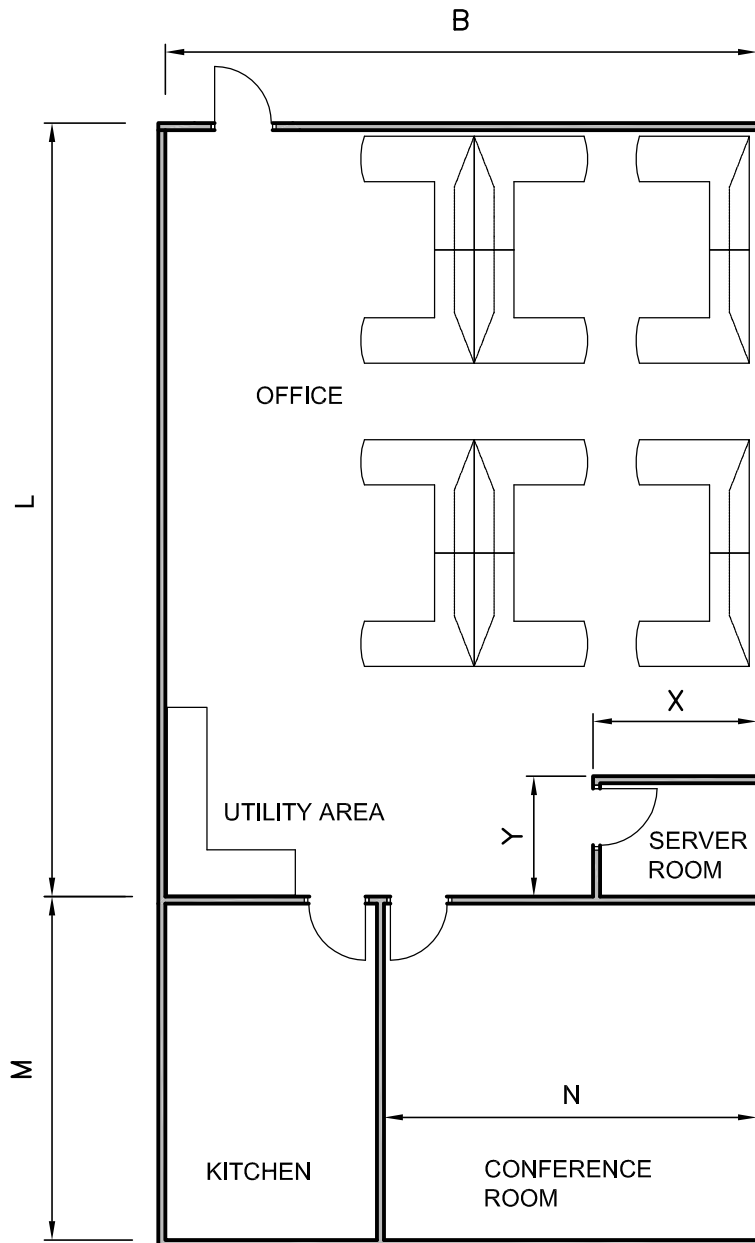 B
OFFICE
L
X
UTILITY AREA
Y
SERVER
ROOM
M
N
KITCHEN
CONFERENCE
ROOM